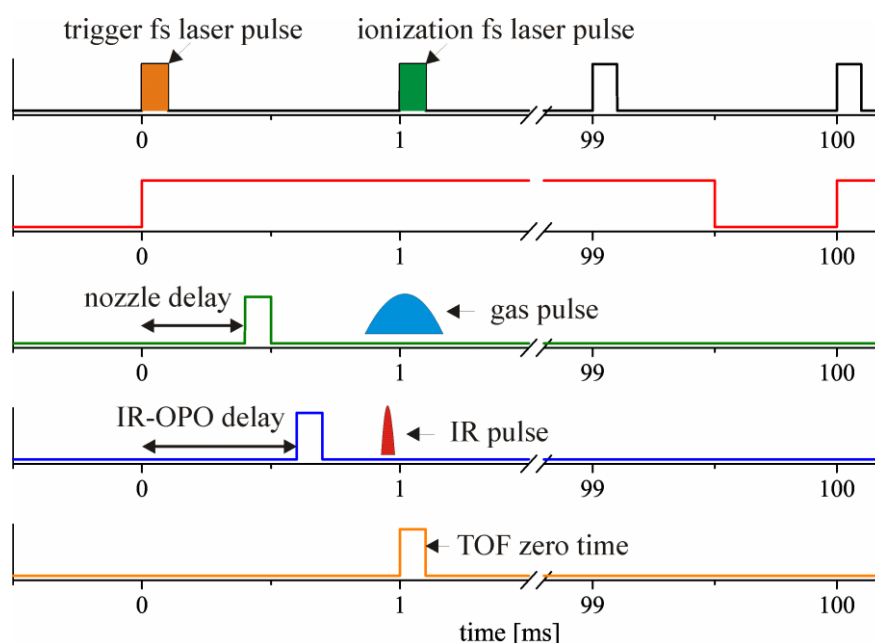 trigger fs laser pulse ionization fs laser pulse
0 1 99 100
0 1 99 100
nozzle delay gas pulse
0 1 99 100
IR-OPO delay IR pulse
0 1 99 100
TOF zero time
0 1 99 100
time [ms]